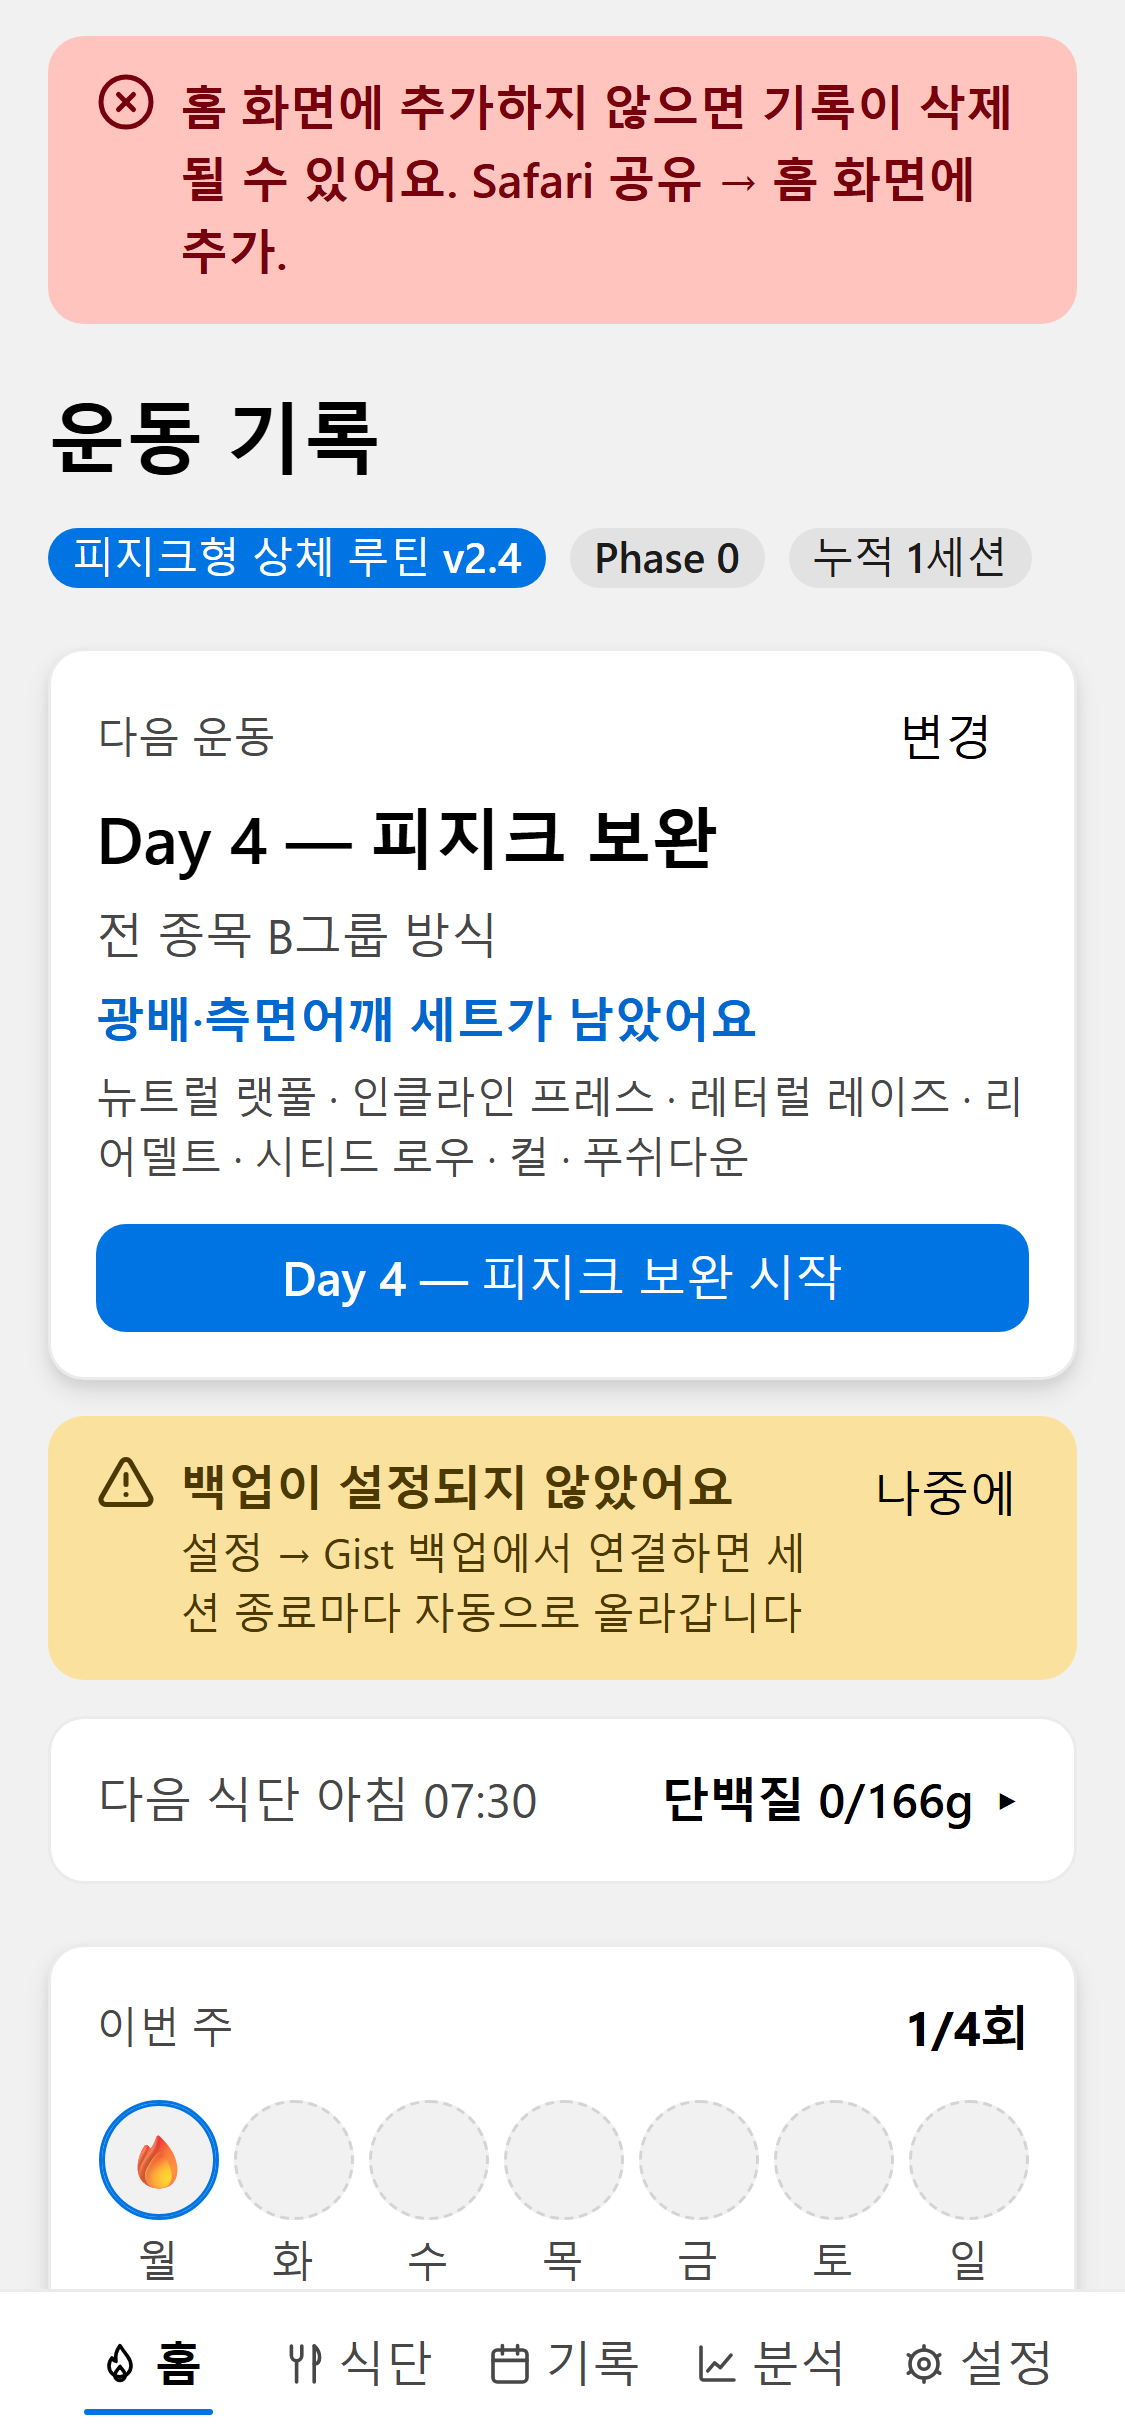 홈 화면에 추가하지 않으면 기록이 삭제
될 수 있어요. Safari 공유 → 홈 화면에
추가.
운동 기록
피지크형 상체 루틴 v2.4
Phase 0
누적 1세션
다음 운동
변경
Day 4 — 피지크 보완
전 종목 B그룹 방식
광배·측면어깨 세트가 남았어요
뉴트럴 랫풀 · 인클라인 프레스 · 레터럴 레이즈 · 리
어델트 · 시티드 로우 · 컬 · 푸쉬다운
Day 4 — 피지크 보완 시작
백업이 설정되지 않았어요
나중에
설정 → Gist 백업에서 연결하면 세
션 종료마다 자동으로 올라갑니다
다음 식단 아침 07:30
단백질 0/166g ▸
이번 주
1/4회
월 화 수 목 금 토 일
홈 식단 기록 분석 설정